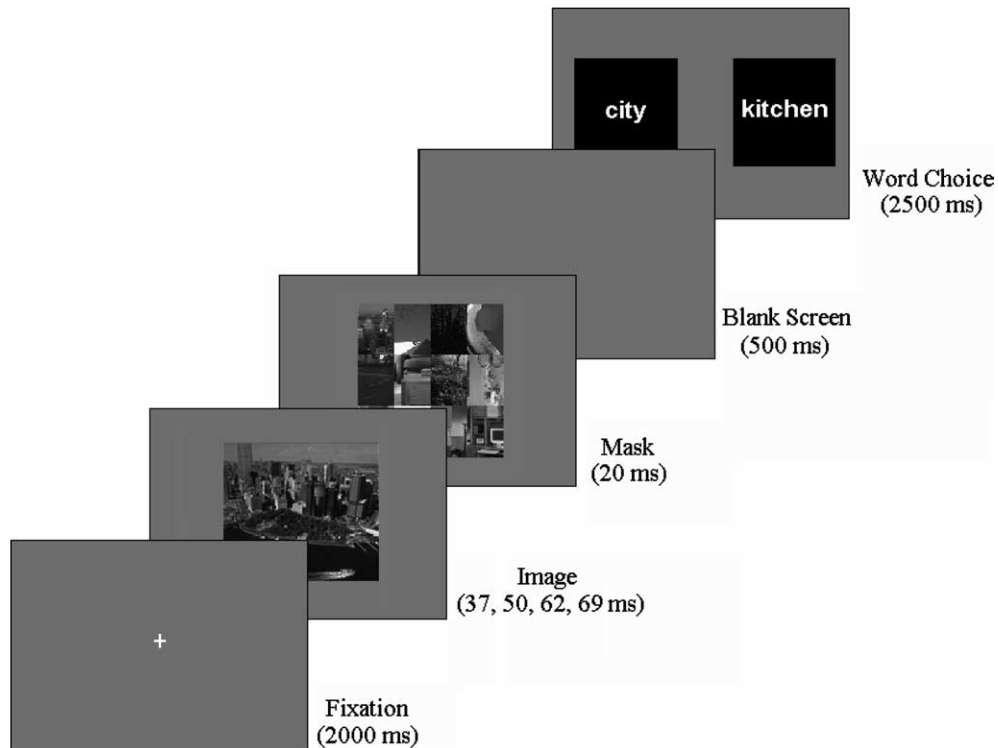 city
kitchen
Word Choice
(2500 ms)
Blank Screen
(500 ms)
Mask
(20 ms)
Image
(37, 50, 62, 69 ms)
+
Fixation
(2000 ms)